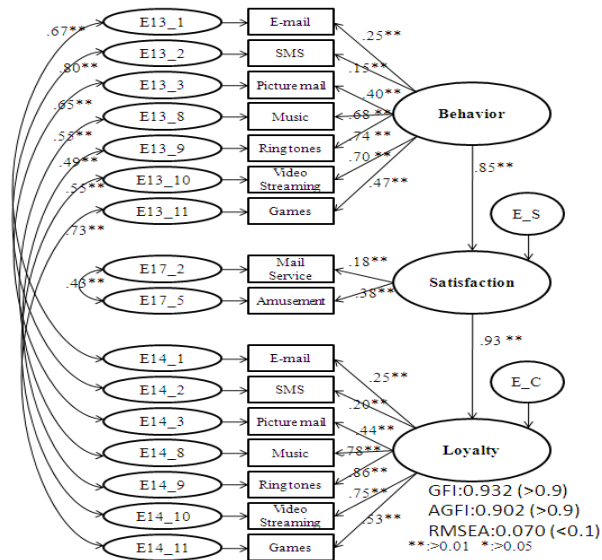 .67**
E13_1
E-mail
.25**
.80**
E13_2
SMS
.15**
.65**
E13_3
Picture mail
.40**
.55**
E13_8
Music
.68**
.49**
E13_9
Ringtones
.74**
Behavior
.55**
E13_10
Video
Streaming
.70**
.73**
E13_11
Games
.47**
.85**
E_S
.43**
E17_2
Mail
Service
.18**
Satisfaction
E17_5
Amusement
.38**
.93 **
E_C
E14_1
E-mail
.25**
E14_2
SMS
.20**
E14_3
Picture mail
.44**
E14_8
Music
.78**
Loyalty
E14_9
Ringtones
.86**
E14_10
Video
Streaming
.75**
E14_11
Games
.53**
GFI:0.932 (>0.9)
AGFI:0.902 (>0.9)
RMSEA:0.070 (<0.1)
**:>0.01 *:>0.05